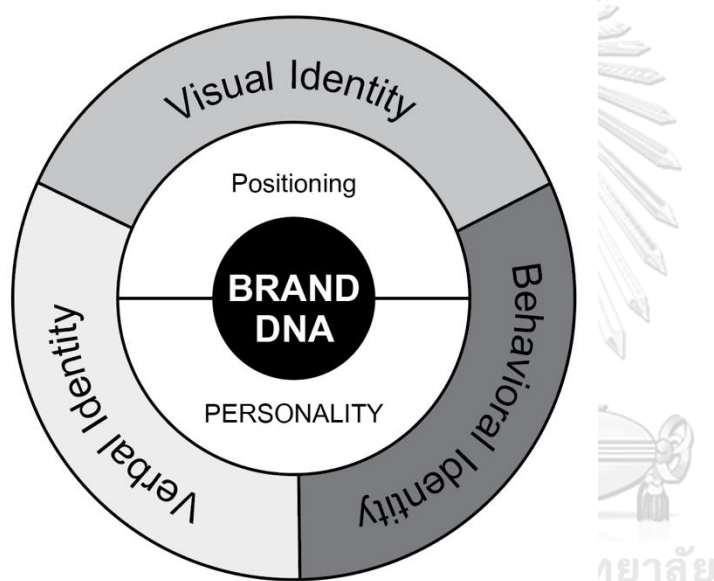 Visual Identity
Positioning
BRAND
DNA
PERSONALITY
Verbal Identity
Behavioral Identity